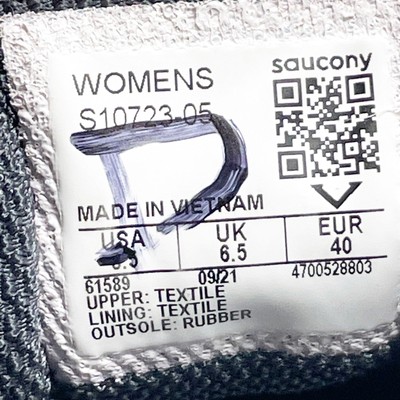 WOMENS
saucony
S10723-05
MADE IN VIETNAM
USA UK EUR
6.5 40
61589 09/21 4700528803
UPPER: TEXTILE
LINING: TEXTILE
OUTSOLE: RUBBER